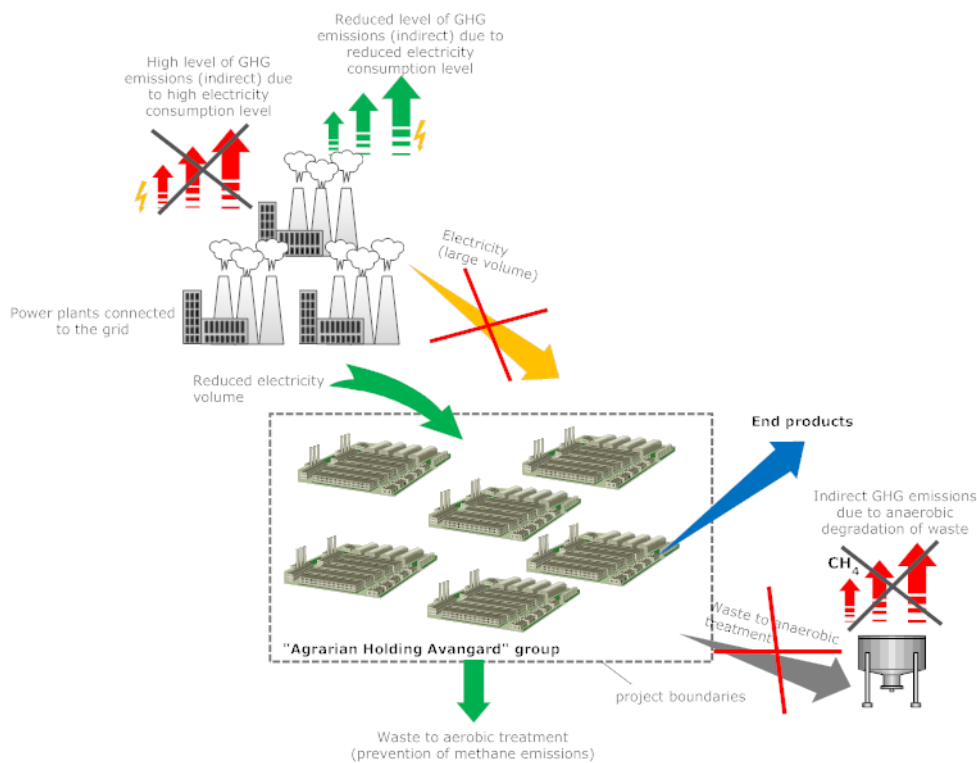 Reduced level of GHG
emissions (indirect) due to
reduced electricity
consumption level
High level of GHG
emissions (indirect) due
to high electricity
consumption level
Electricity
(large volume)
Power plants connected
to the grid
Reduced electricity
volume
End products
Indirect GHG emissions
due to anaerobic
degradation of waste
CH4
Waste to anaerobic
treatment
"Agrarian Holding Avangard" group
project boundaries
Waste to aerobic treatment
(prevention of methane emissions)